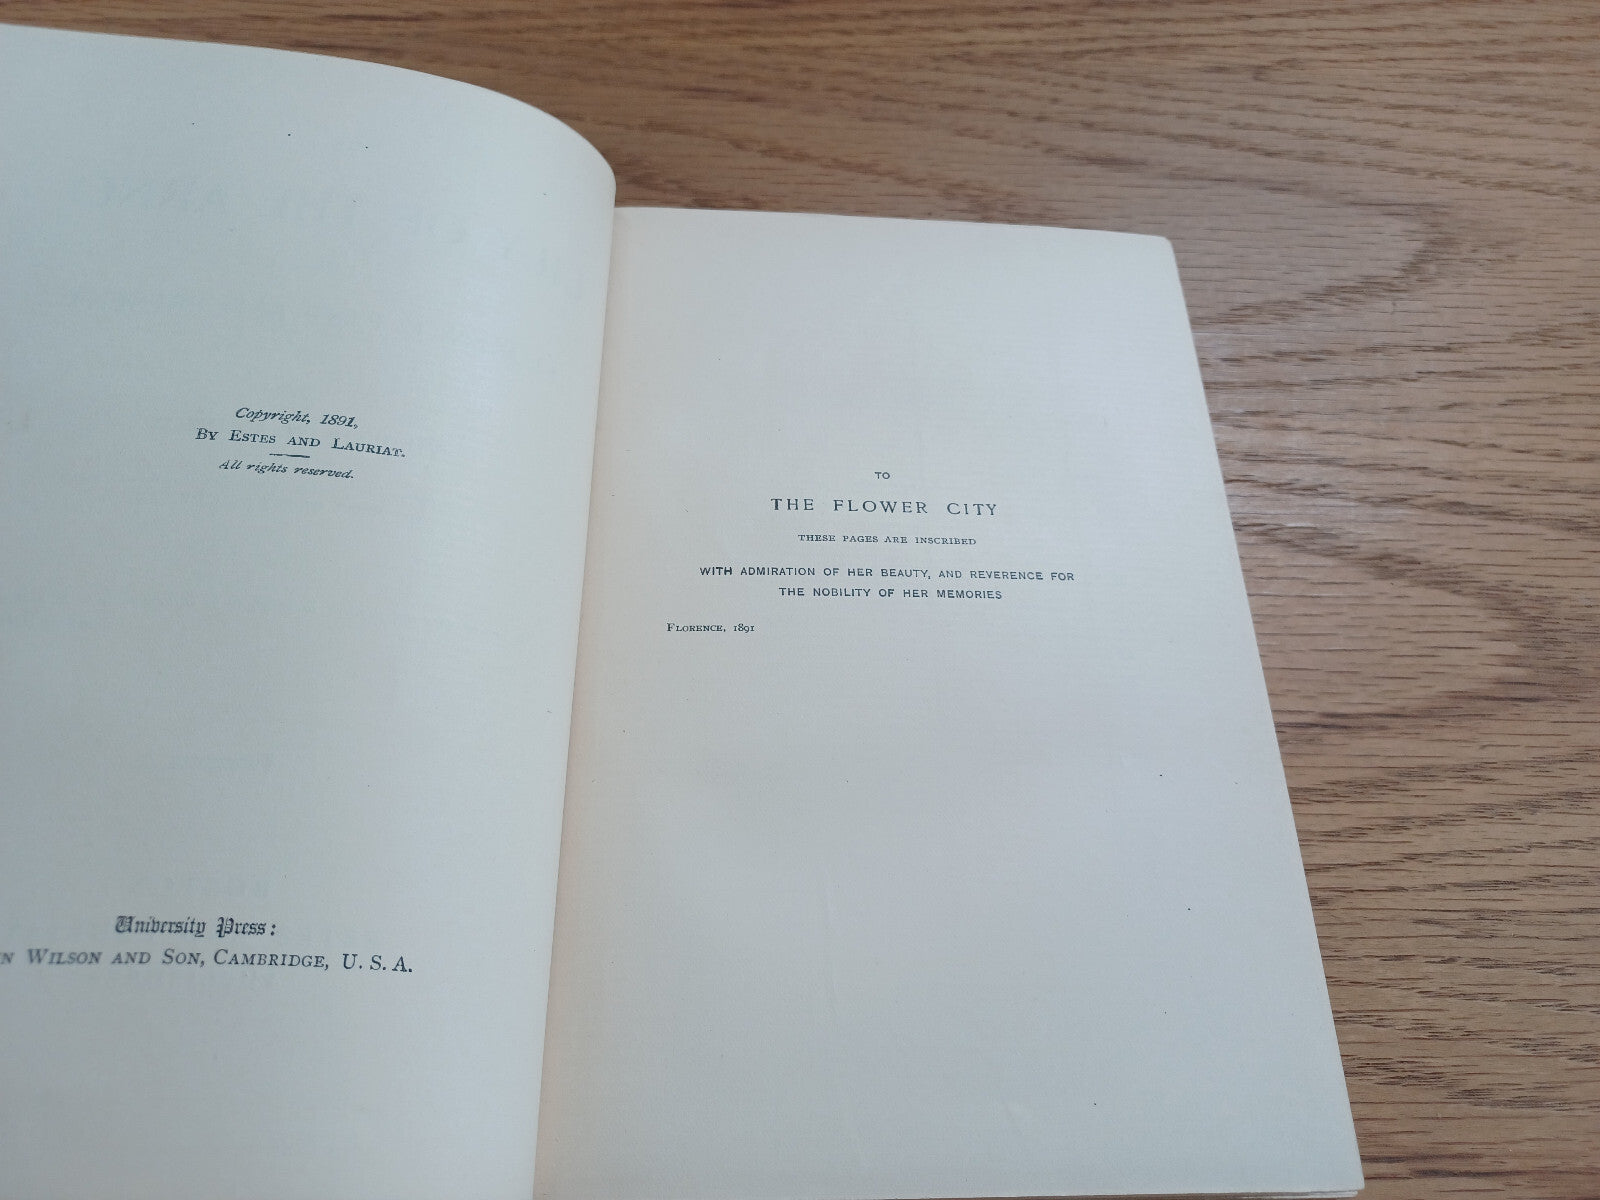 Copyright, 1891,
By Estes and Lauriat.
All rights reserved.
University Press:
Wilson and Son, Cambridge, U. S. A.
TO
THE FLOWER CITY
THESE PAGES ARE INSCRIBED
WITH ADMIRATION OF HER BEAUTY, AND REVERENCE FOR
THE NOBILITY OF HER MEMORIES
Florence, 1891